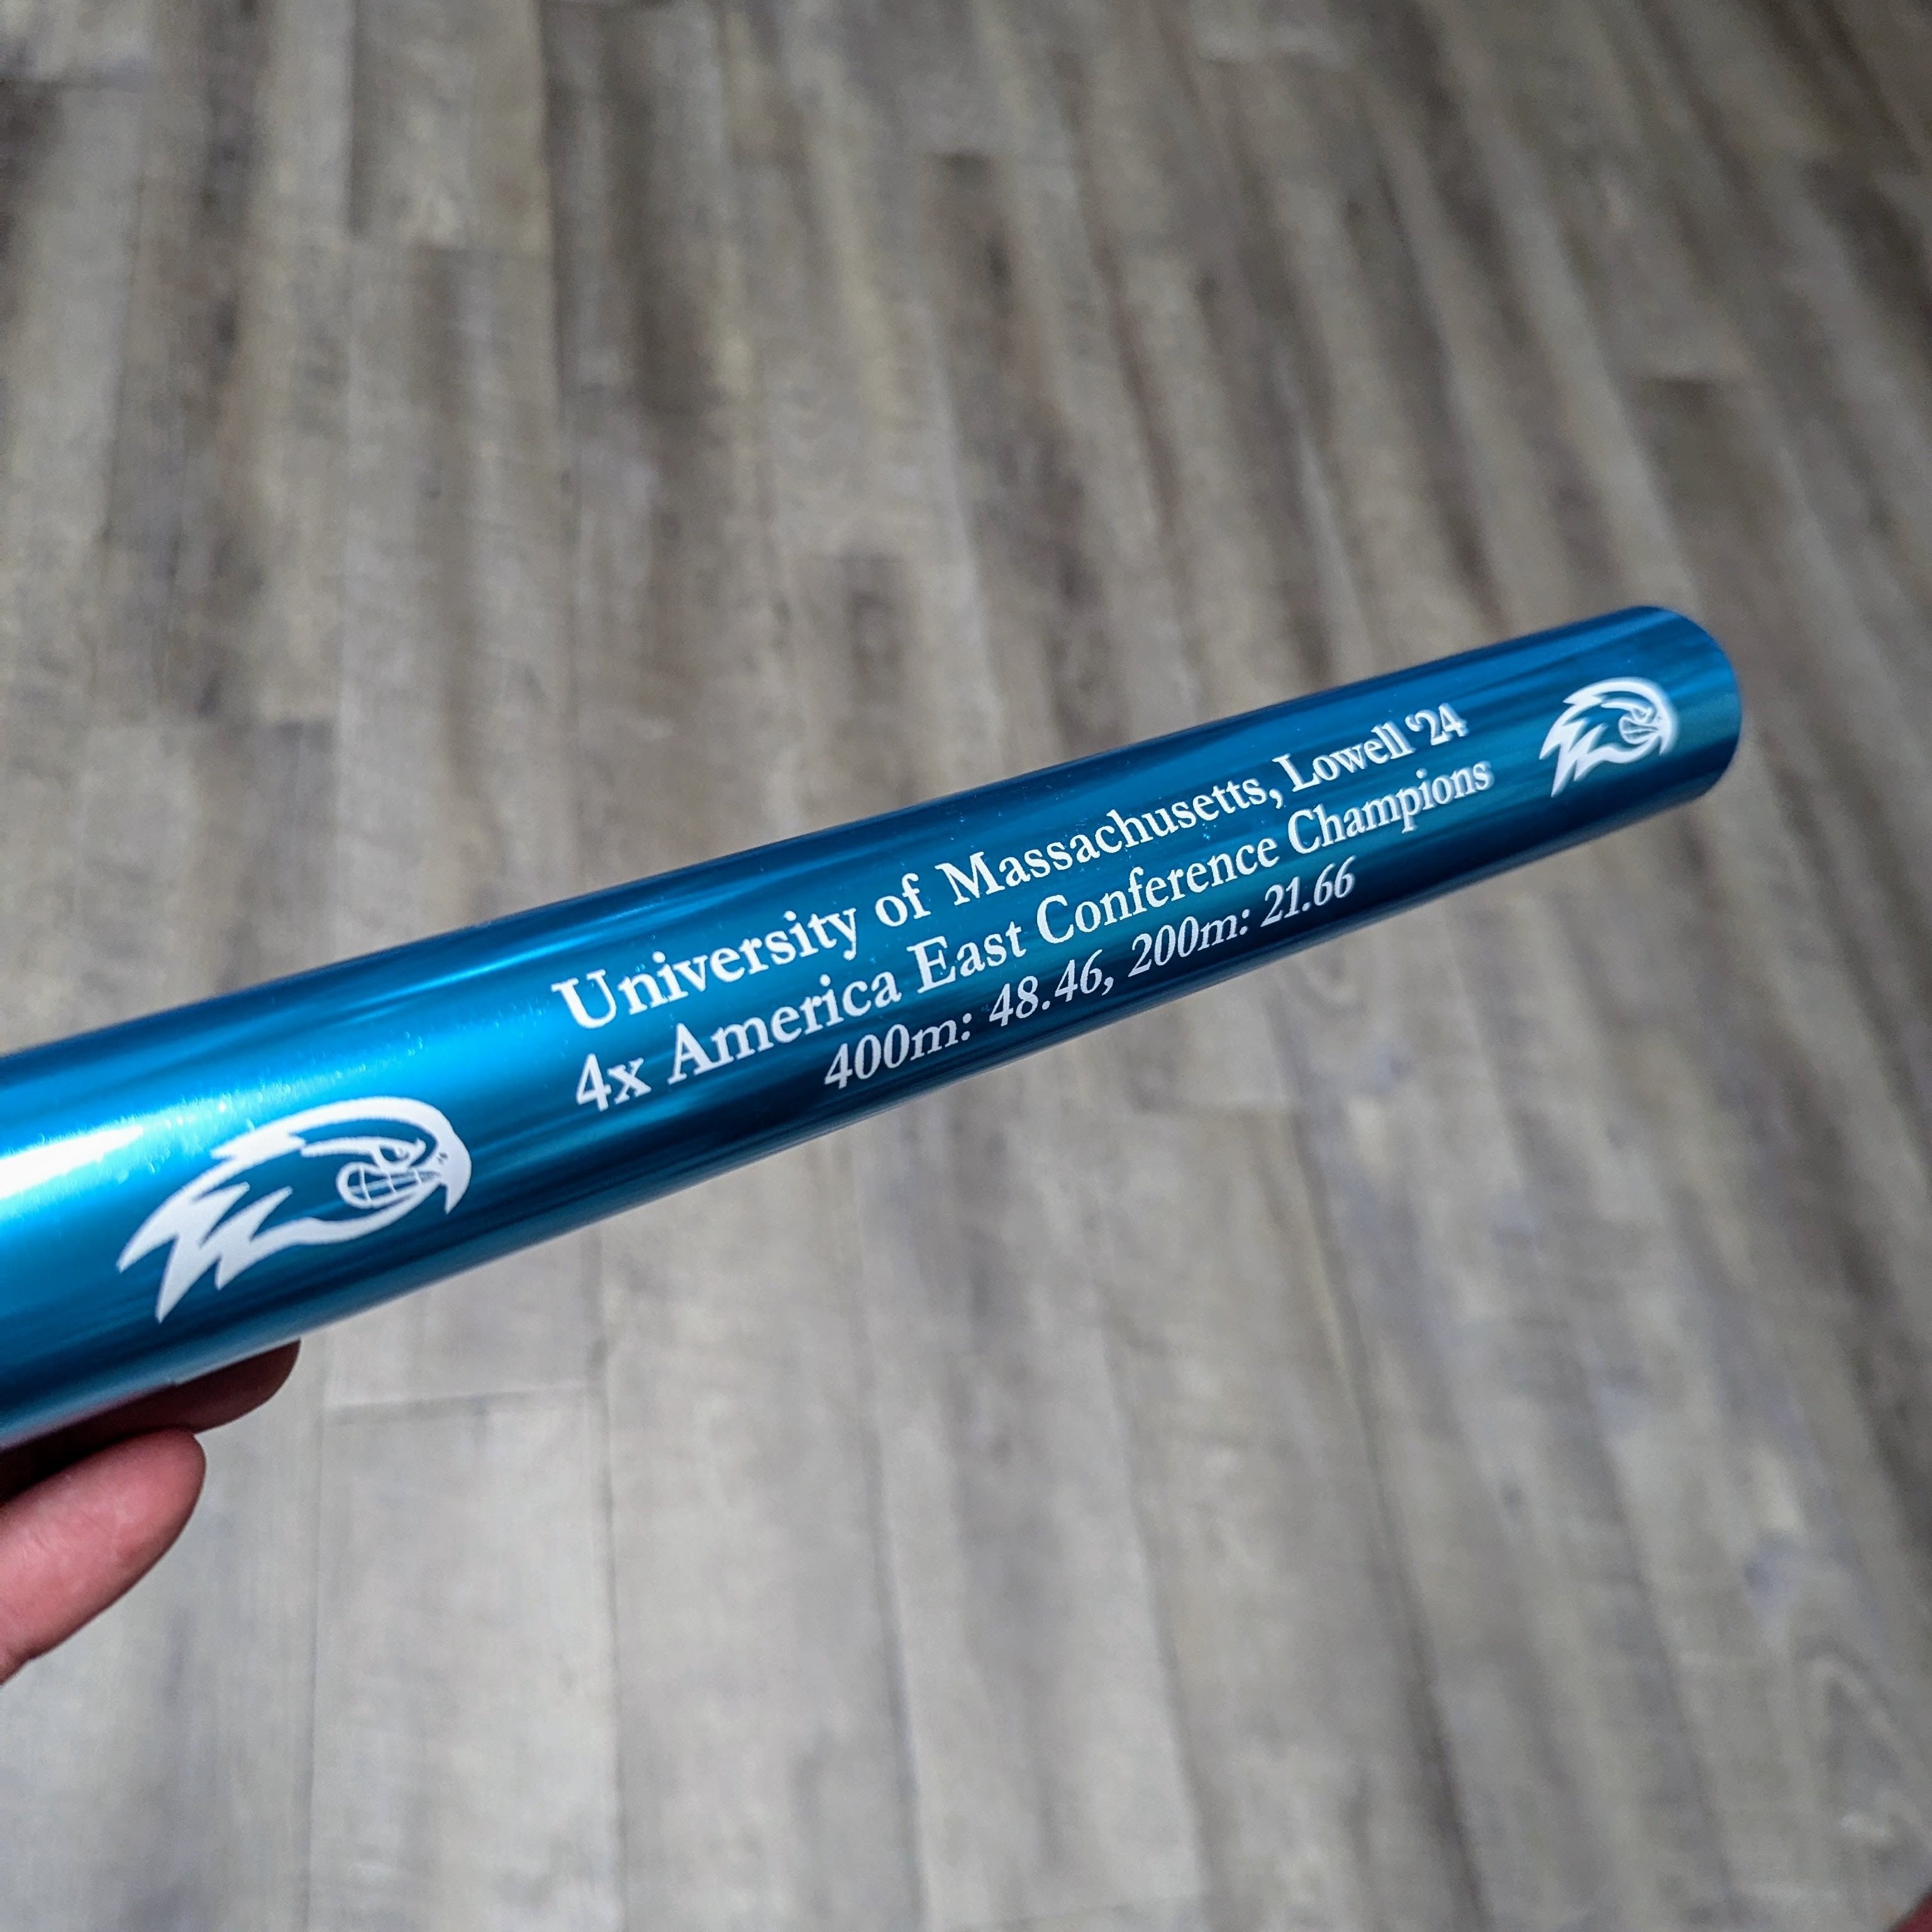 University of Massachusetts, Lowell '24
4x America East Conference Champions
400m: 48.46, 200m: 21.66